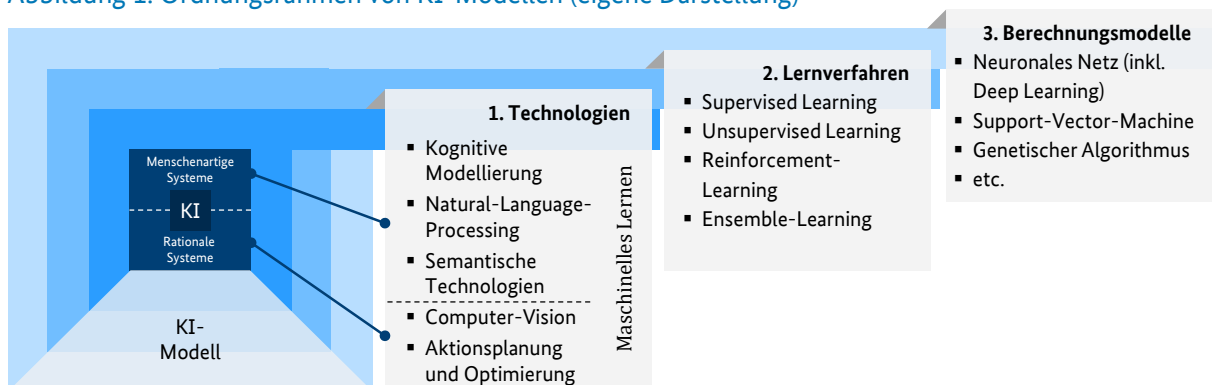 Abbildung 1: Ordnungsrahmen von KI-Modellen (eigene Darstellung)
Menschenartige
Systeme
KI
Rationale
Systeme
KI-
Modell
1. Technologien
▪ Kognitive
Modellierung
▪ Natural-Language-
Processing
▪ Semantische
Technologien
▪ Computer-Vision
▪ Aktionsplanung
und Optimierung
Maschinelles Lernen
2. Lernverfahren
▪ Supervised Learning
▪ Unsupervised Learning
▪ Reinforcement-
Learning
▪ Ensemble-Learning
3. Berechnungsmodelle
▪ Neuronales Netz (inkl.
Deep Learning)
▪ Support-Vector-Machine
▪ Genetischer Algorithmus
▪ etc.